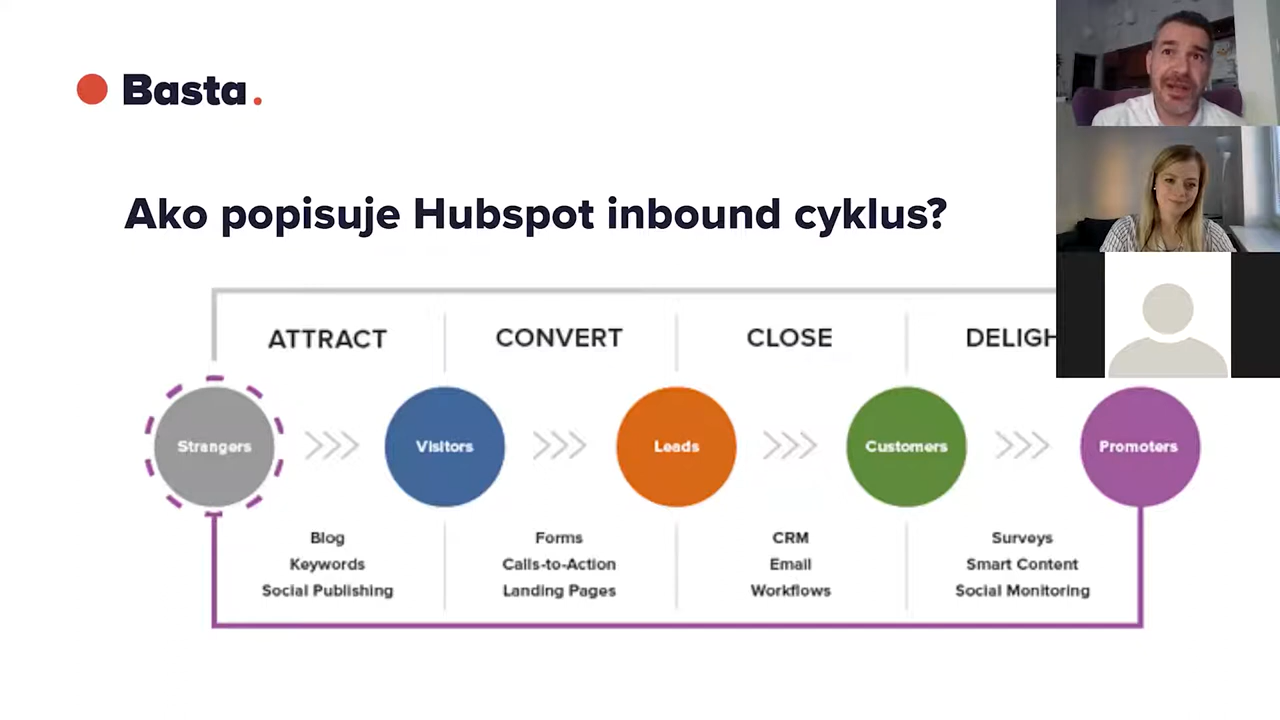 Basta.
Ako popisuje Hubspot inbound cyklus?
ATTRACT CONVERT CLOSE DELIGH
Strangers Visitors Leads Customers Promoters
Blog Forms CRM Surveys
Keywords Calls-to-Action Email Smart Content
Social Publishing Landing Pages Workflows Social Monitoring